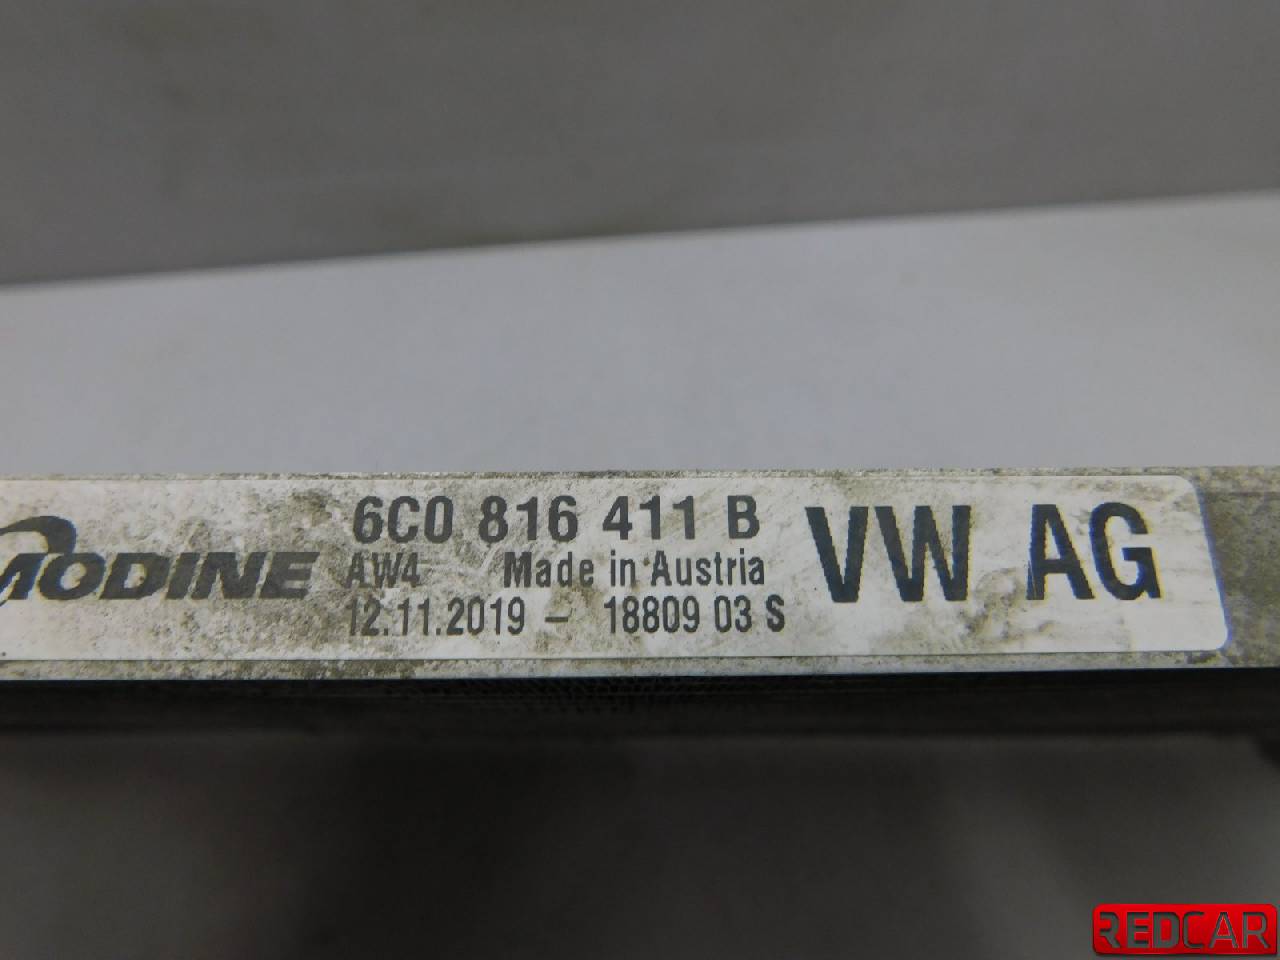 MODINE
6C0 816 411 B
AW4 Made in Austria
12.11.2019 - 18809 03 S
VW AG
REDCAR